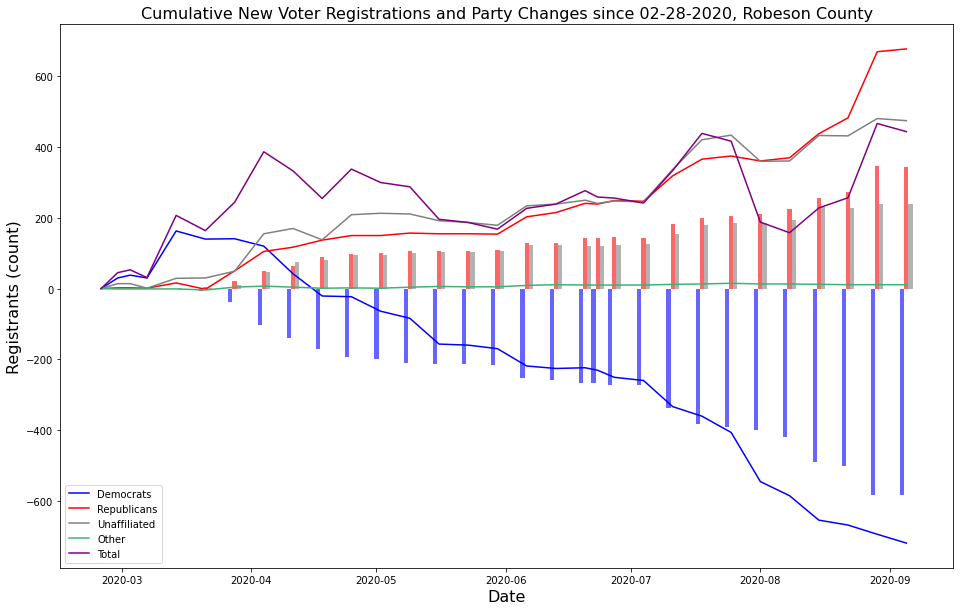 Cumulative New Voter Registrations and Party Changes since 02-28-2020, Robeson County
Registrants (count)
600
400
200
0
−200
−400
−600
Democrats
Republicans
Unaffiliated
Other
Total
2020-03
2020-04
2020-05
2020-06
2020-07
2020-08
2020-09
Date